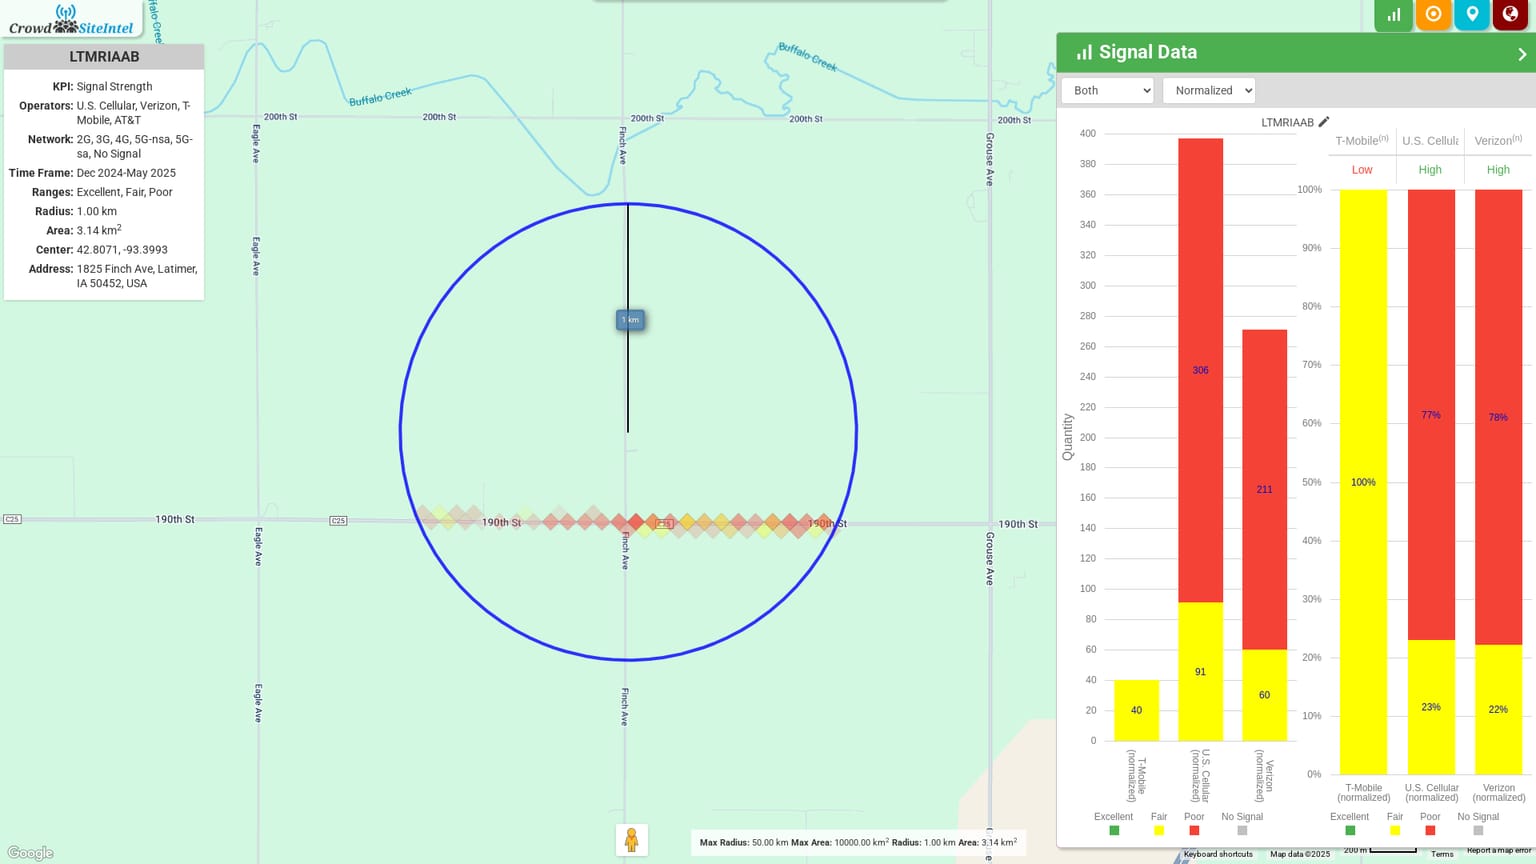 Crowd SiteIntel
LTMRIAAB
KPI: Signal Strength
Operators: U.S. Cellular, Verizon, T-
Mobile, AT&T
Network: 2G, 3G, 4G, 5G-nsa, 5G-
sa, No Signal
Time Frame: Dec 2024-May 2025
Ranges: Excellent, Fair, Poor
Radius: 1.00 km
Area: 3.14 km²
Center: 42.8071, -93.3993
Address: 1825 Finch Ave, Latimer,
IA 50452, USA
Buffalo Creek
Buffalo Creek
Buffalo Creek
200th St
200th St
200th St
200th St
200th St
Eagle Ave
Finch Ave
Grouse Ave
Eagle Ave
1 km
C25
190th St
C25
190th St
C25
190th St
190th St
Eagle Ave
Finch Ave
Grouse Ave
Eagle Ave
Finch Ave
Google
Max Radius: 50.00 km Max Area: 10000.00 km² Radius: 1.00 km Area: 3.14 km²
Signal Data
Both
Normalized
LTMRIAAB
400
380
360
340
320
300
280
260
240
220
200
180
160
140
120
100
80
60
40
20
0
Quantity
306
211
91
60
40
T-Mobile
(normalized)
U.S. Cellular
(normalized)
Verizon
(normalized)
Excellent
Fair
Poor
No Signal
T-Mobile(n)
U.S. Cellula
Verizon(n)
Low
High
High
100%
90%
80%
70%
60%
50%
40%
30%
20%
10%
0%
100%
77%
78%
23%
22%
T-Mobile
(normalized)
U.S. Cellular
(normalized)
Verizon
(normalized)
Excellent
Fair
Poor
No Signal
Keyboard shortcuts
Map data ©2025
200 m
Terms
Report a map error